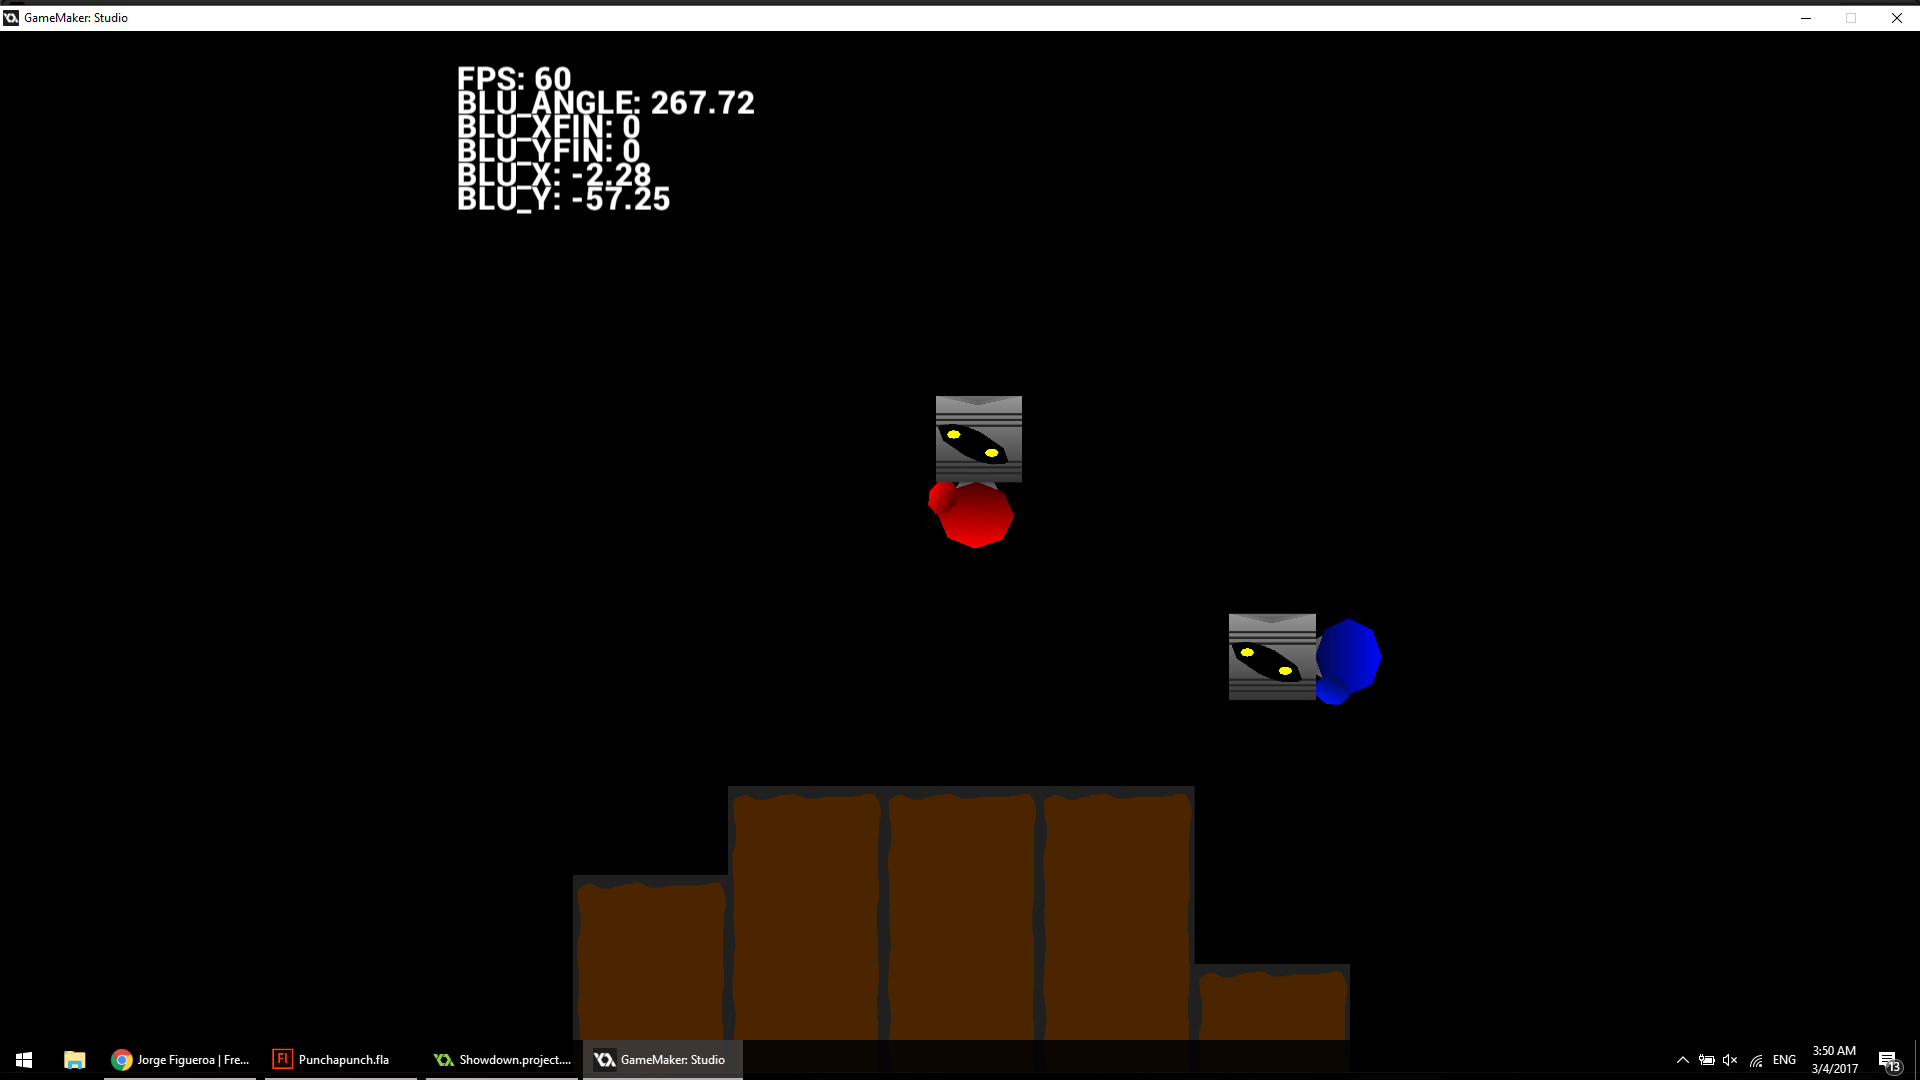 GameMaker: Studio
FPS: 60
BLU_ANGLE: 267.72
BLU_XFIN: 0
BLU_YFIN: 0
BLU_X: -2.28
BLU_Y: -57.25
Jorge Figueroa | Fre...
Fl Punchapunch.fla
Showdown.project....
GameMaker: Studio
ENG
3:50 AM
3/4/2017
13